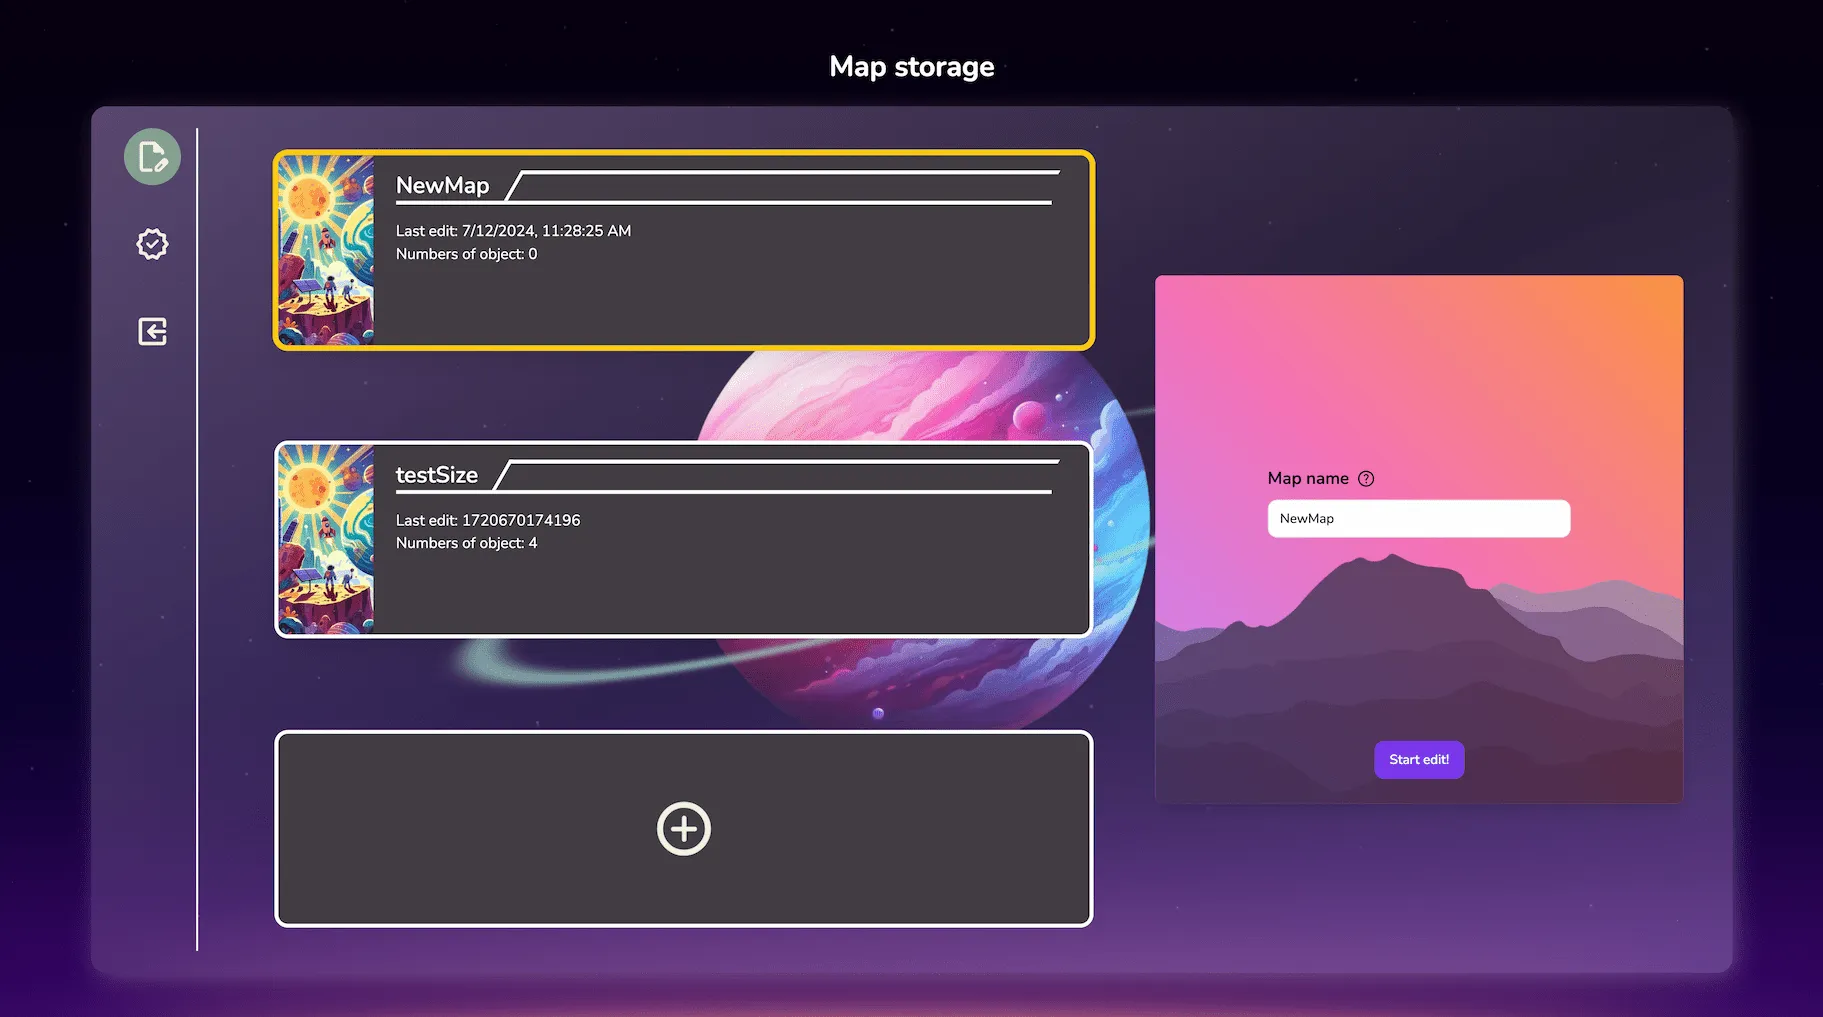 Map storage
NewMap
Last edit: 7/12/2024, 11:28:25 AM
Numbers of object: 0
testSize
Last edit: 1720670174196
Numbers of object: 4
Map name
NewMap
Start edit!